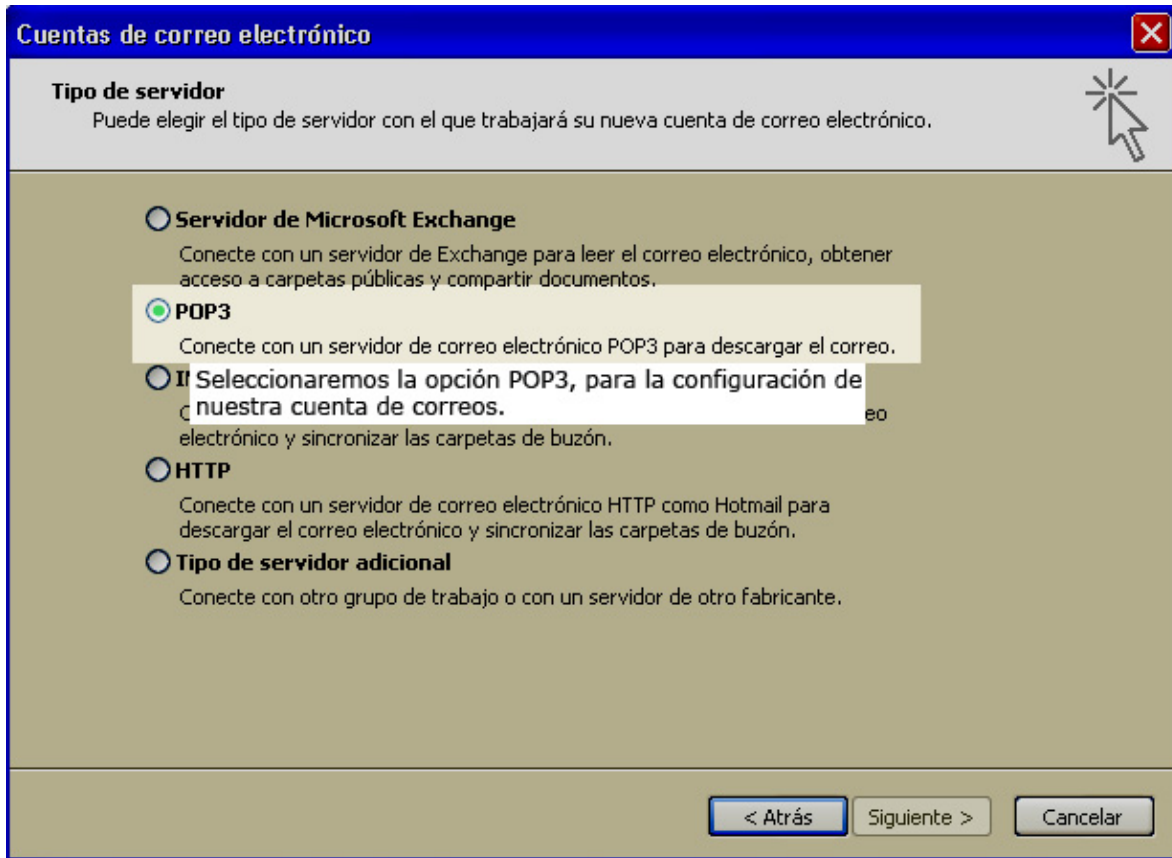 Cuentas de correo electrónico
Tipo de servidor
Puede elegir el tipo de servidor con el que trabajará su nueva cuenta de correo electrónico.
Servidor de Microsoft Exchange
Conecte con un servidor de Exchange para leer el correo electrónico, obtener
acceso a carpetas públicas y compartir documentos.
POP3
Conecte con un servidor de correo electrónico POP3 para descargar el correo.
Seleccionaremos la opción POP3, para la configuración de
nuestra cuenta de correos.
electrónico y sincronizar las carpetas de buzón.
HTTP
Conecte con un servidor de correo electrónico HTTP como Hotmail para
descargar el correo electrónico y sincronizar las carpetas de buzón.
Tipo de servidor adicional
Conecte con otro grupo de trabajo o con un servidor de otro fabricante.
< Atrás
Siguiente >
Cancelar